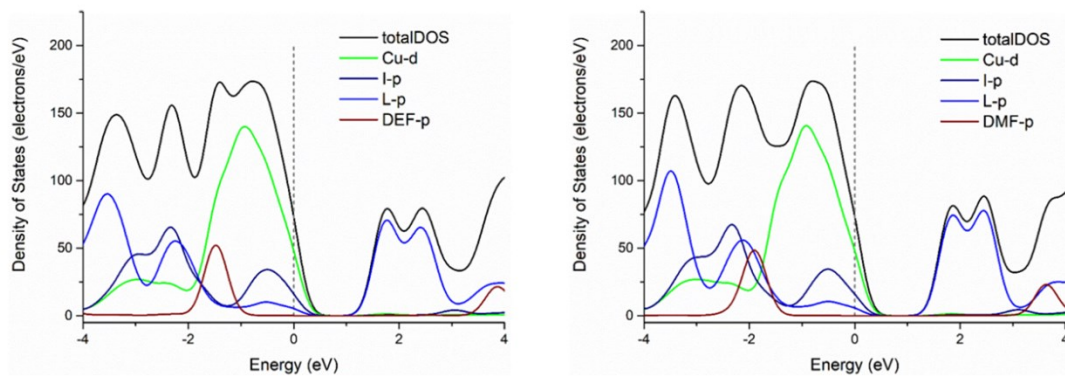 200
150
100
50
0
Density of States (electrons/eV)
totalDOS
Cu-d
I-p
L-p
DEF-p
-4
-2
0
2
4
Energy (eV)
200
150
100
50
0
Density of States (electrons/eV)
totalDOS
Cu-d
I-p
L-p
DMF-p
-4
-2
0
2
4
Energy (eV)